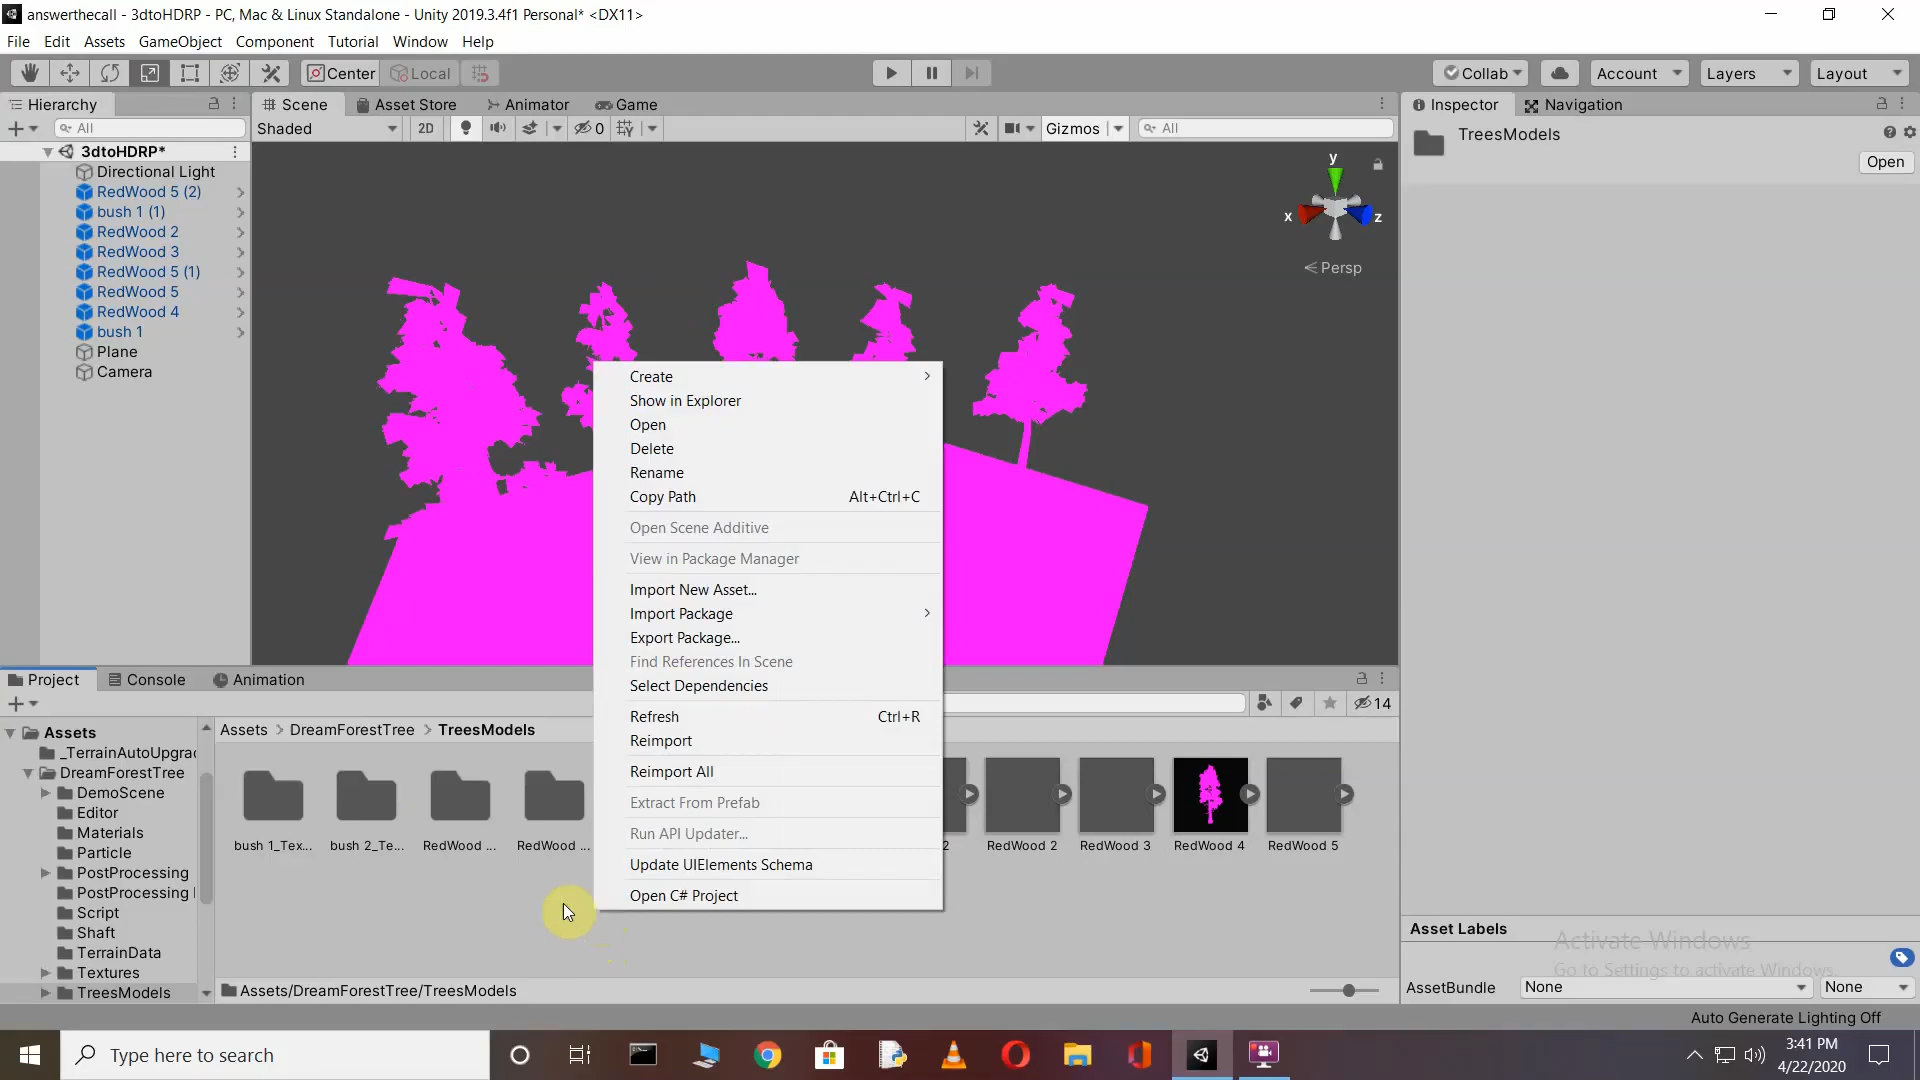 answerthecall - 3dtoHDRP - PC, Mac & Linux Standalone - Unity 2019.3.4f1 Personal* <DX11>
File Edit Assets GameObject Component Tutorial Window Help
Center Local Collab Account Layers Layout
Hierarchy Scene Asset Store Animator Game Inspector Navigation
All Shaded 2D 0 Gizmos All
TreesModels
Open
3dtoHDRP*
Directional Light
RedWood 5 (2)
bush 1 (1)
RedWood 2
RedWood 3
RedWood 5 (1)
RedWood 5
RedWood 4
bush 1
Plane
Camera
y
x z
Persp
Create
Show in Explorer
Open
Delete
Rename
Copy Path Alt+Ctrl+C
Open Scene Additive
View in Package Manager
Import New Asset...
Import Package
Export Package...
Find References In Scene
Select Dependencies
Refresh Ctrl+R
Reimport
Reimport All
Extract From Prefab
Run API Updater...
Update UIElements Schema
Open C# Project
Project Console Animation
14
Assets
_TerrainAutoUpgrad
DreamForestTree
DemoScene
Editor
Materials
Particle
PostProcessing
PostProcessing
Script
Shaft
TerrainData
Textures
TreesModels
Assets > DreamForestTree > TreesModels
bush 1_Tex... bush 2_Te... RedWood ... RedWood ... 2 RedWood 2 RedWood 3 RedWood 4 RedWood 5
Assets/DreamForestTree/TreesModels
Asset Labels
Activate Windows
Go to Settings to activate Windows.
AssetBundle None None
Auto Generate Lighting Off
Type here to search
3:41 PM
4/22/2020